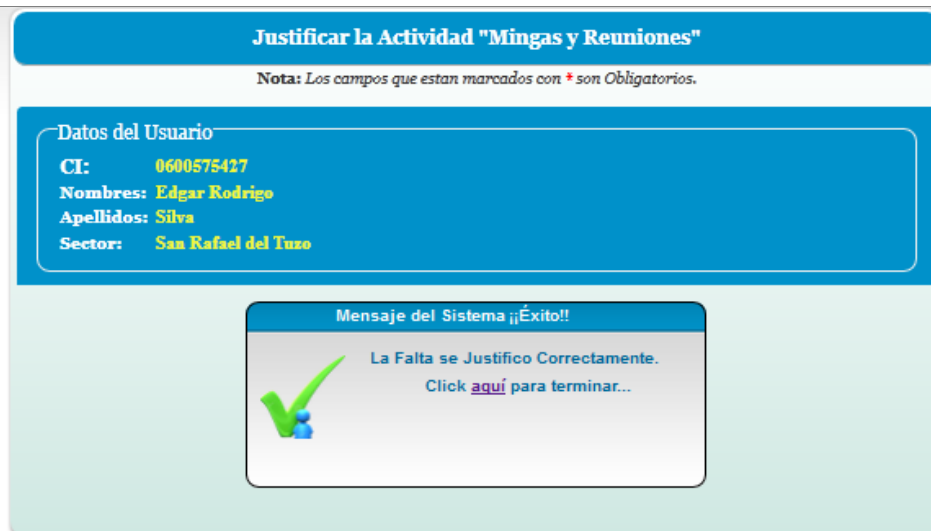 Justificar la Actividad "Mingas y Reuniones"
Nota: Los campos que estan marcados con * son Obligatorios.
Datos del Usuario
CI: 0600575427
Nombres: Edgar Rodrigo
Apellidos: Silva
Sector: San Rafael del Tuzo
Mensaje del Sistema ¡¡Éxito!!
La Falta se Justifico Correctamente.
Click aquí para terminar...